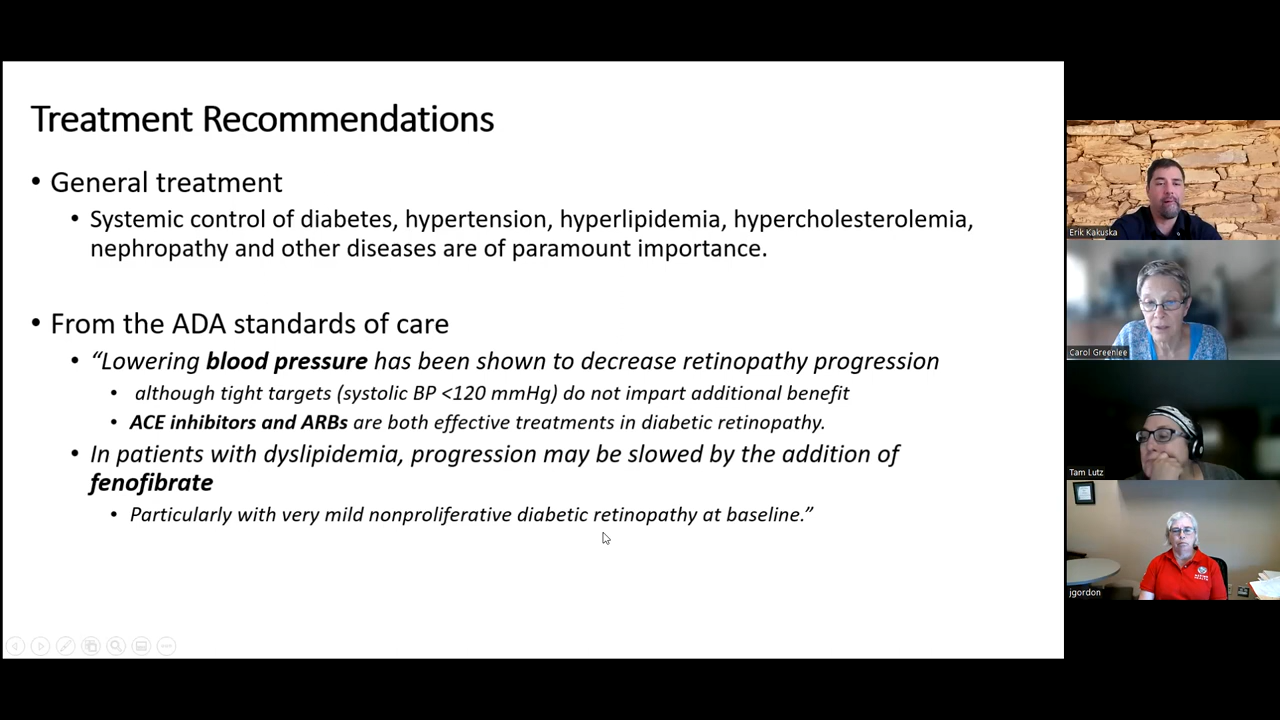 Treatment Recommendations
• General treatment
• Systemic control of diabetes, hypertension, hyperlipidemia, hypercholesterolemia,
nephropathy and other diseases are of paramount importance.
• From the ADA standards of care
• “Lowering blood pressure has been shown to decrease retinopathy progression
• although tight targets (systolic BP <120 mmHg) do not impart additional benefit
• ACE inhibitors and ARBs are both effective treatments in diabetic retinopathy.
• In patients with dyslipidemia, progression may be slowed by the addition of
fenofibrate
• Particularly with very mild nonproliferative diabetic retinopathy at baseline.”
Erik Kakuska
Carol Greenlee
Tam Lutz
jgordon